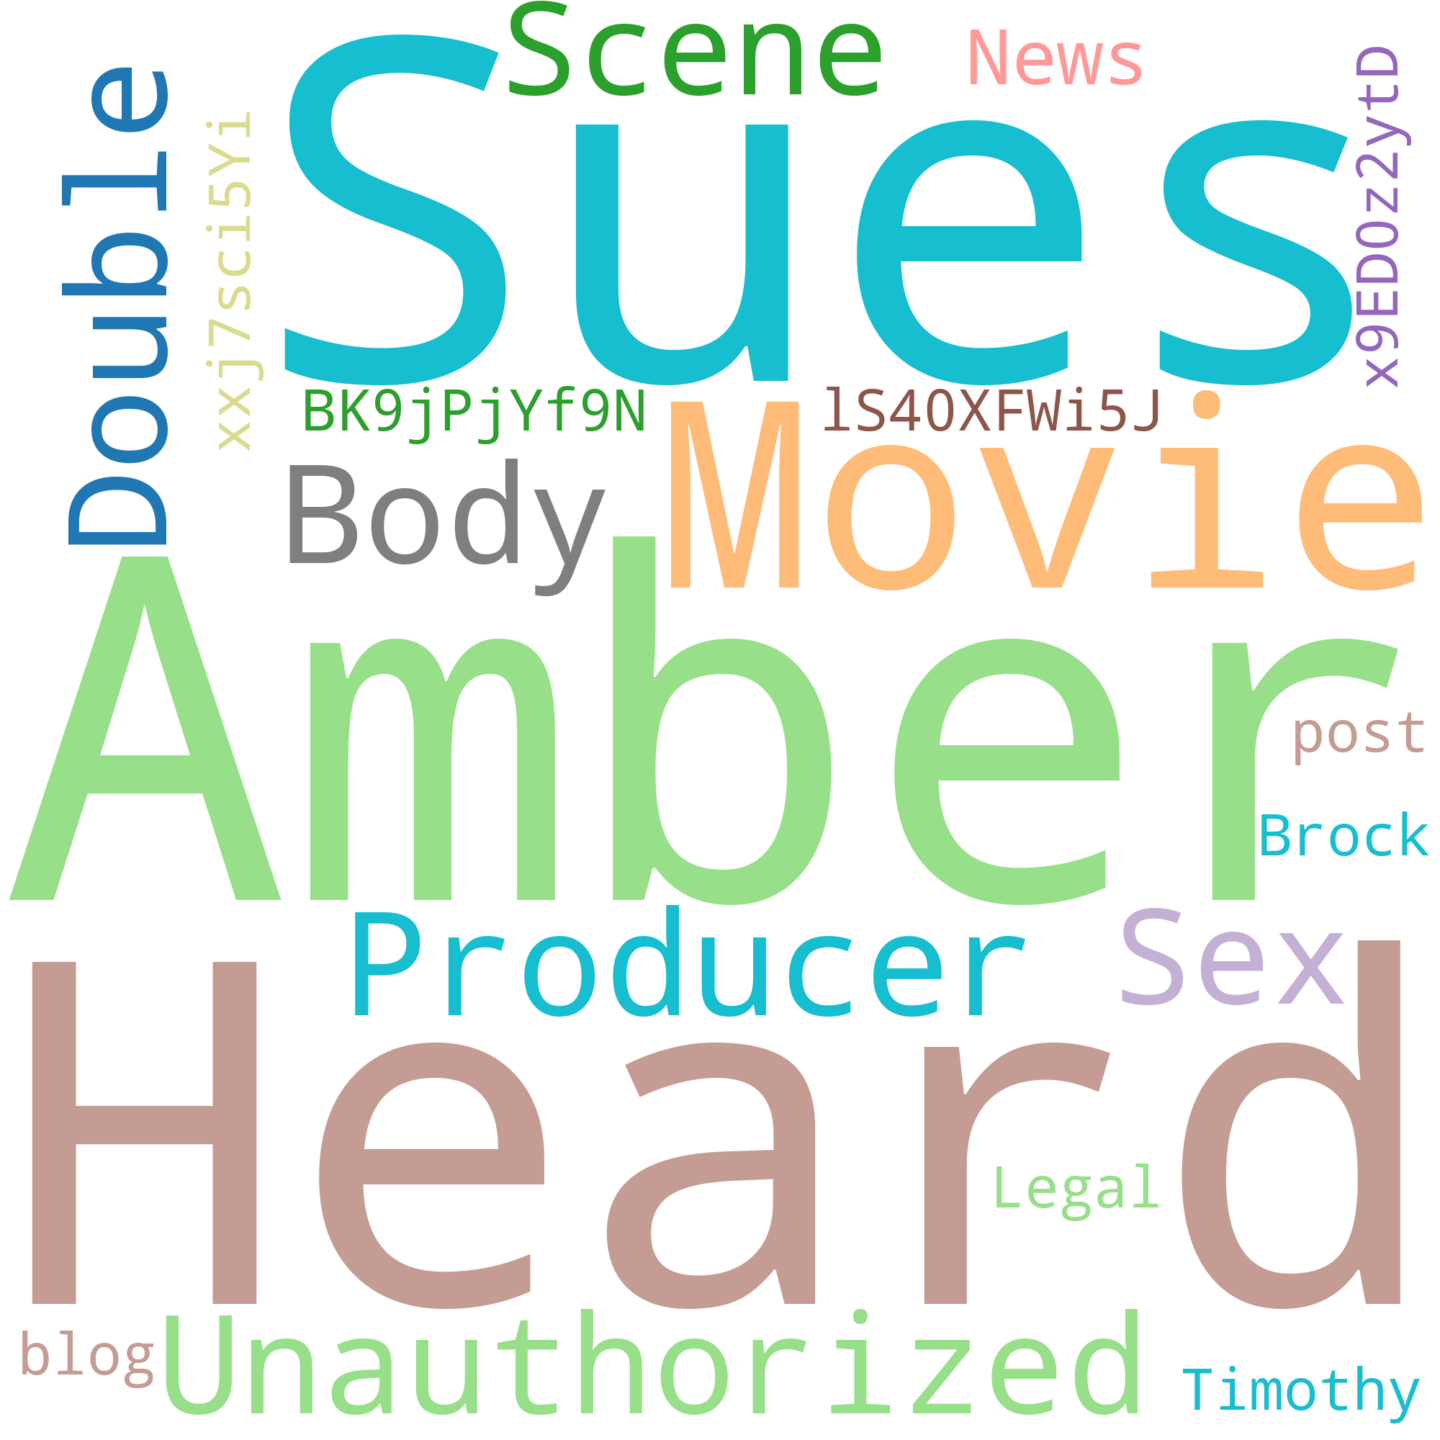 Scene
News
Sues
Double
xxj7sci5Yi
x9EDOz2ytD
BK9jPjYf9N
lS4OXFWi5J
Body
Movie
Amber
post
Brock
Producer
Sex
Heard
Legal
blog
Unauthorized
Timothy